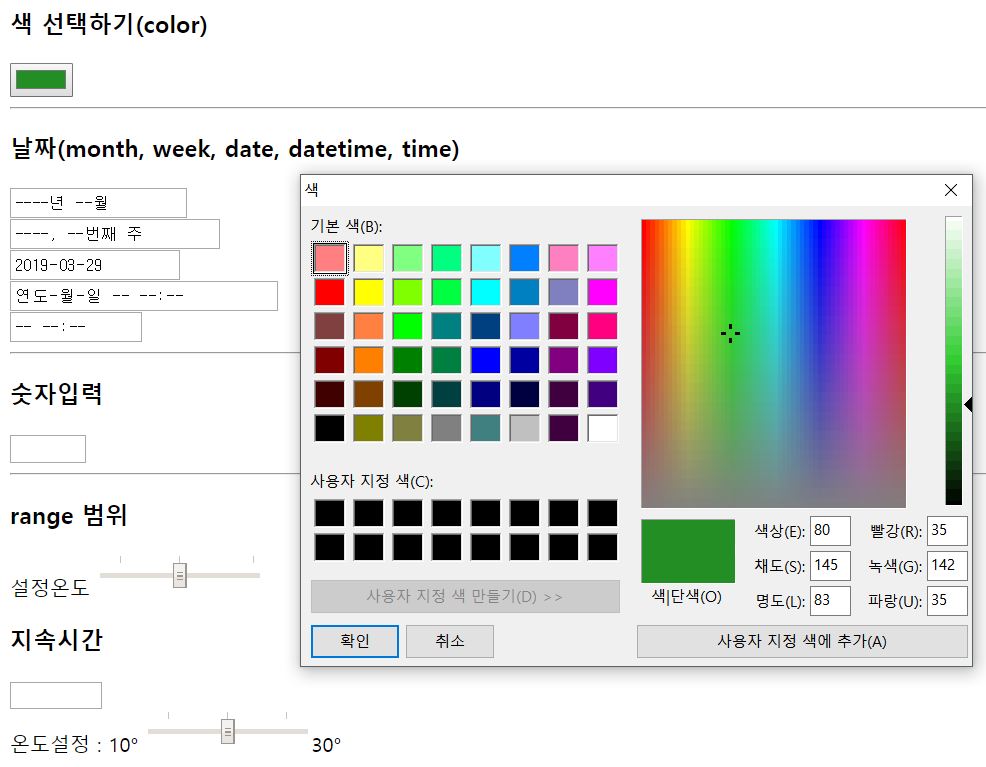 색 선택하기(color)
날짜(month, week, date, datetime, time)
----년 --월
----, --번째 주
2019-03-29
연도-월-일 -- --:--
-- --:--
숫자입력
range 범위
설정온도
지속시간
온도설정 : 10° 30°
색
기본 색(B):
사용자 지정 색(C):
사용자 지정 색 만들기(D) >>
확인 취소
색|단색(O)
색상(E): 80 빨강(R): 35
채도(S): 145 녹색(G): 142
명도(L): 83 파랑(U): 35
사용자 지정 색에 추가(A)